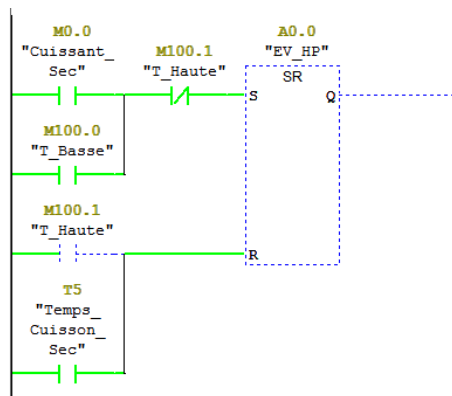 M0.0
"Cuissant_
Sec"
M100.1
"T_Haute"
A0.0
"EV_HP"
SR
S
Q
M100.0
"T_Basse"
M100.1
"T_Haute"
R
T5
"Temps_
Cuisson_
Sec"